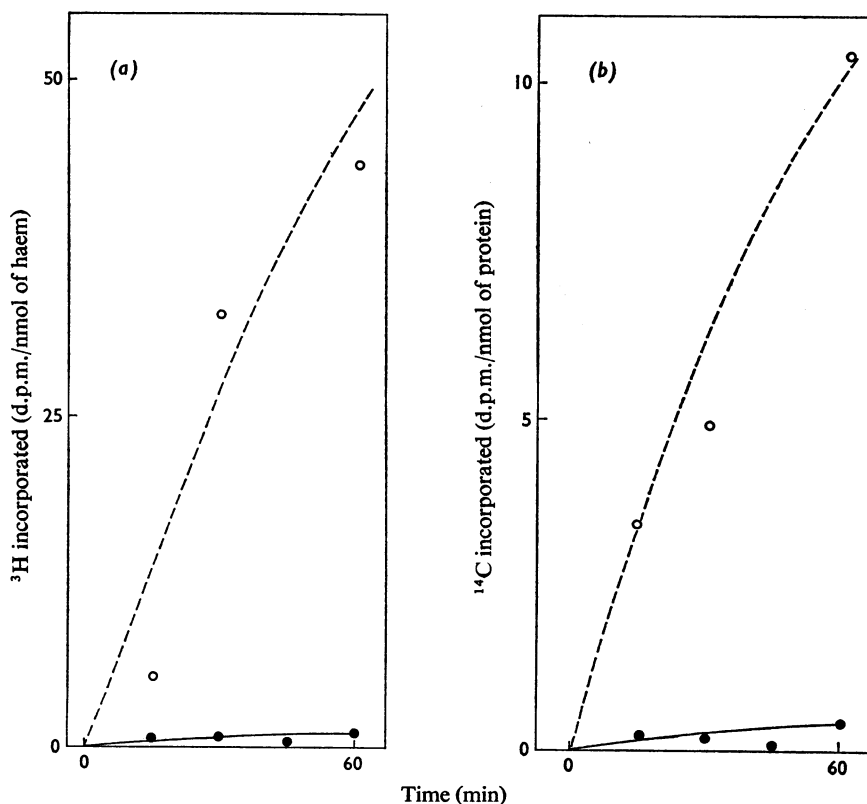 (a)
50
25
0
0
60
³H incorporated (d.p.m./nmol of haem)
(b)
10
5
0
0
60
¹⁴C incorporated (d.p.m./nmol of protein)
Time (min)